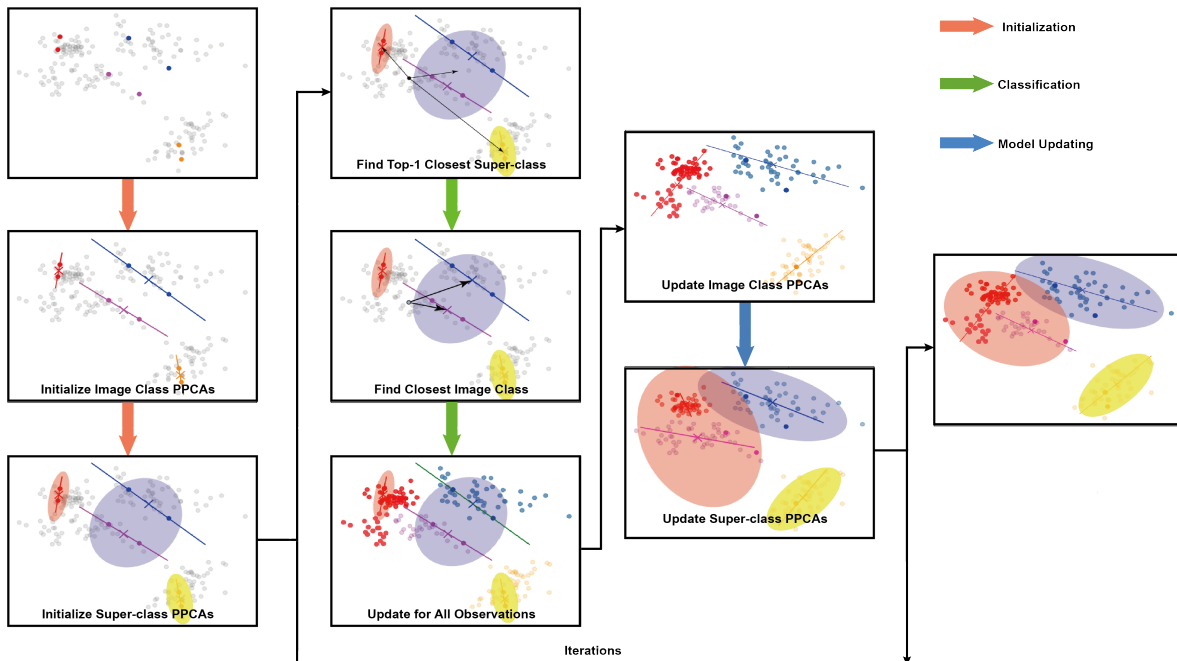 Initialize Image Class PPCAs
Initialize Super-class PPCAs
Find Top-1 Closest Super-class
Find Closest Image Class
Update for All Observations
Update Image Class PPCAs
Update Super-class PPCAs
Initialization
Classification
Model Updating
Iterations